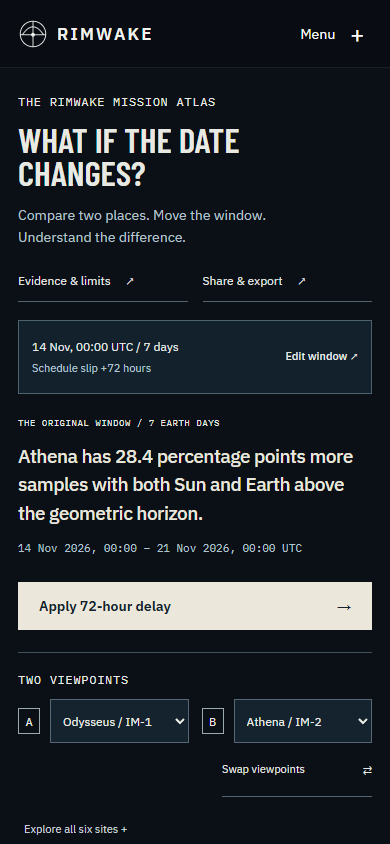 RIMWAKE
Menu +
THE RIMWAKE MISSION ATLAS
WHAT IF THE DATE
CHANGES?
Compare two places. Move the window.
Understand the difference.
Evidence & limits ↗
Share & export ↗
14 Nov, 00:00 UTC / 7 days
Schedule slip +72 hours
Edit window ↗
THE ORIGINAL WINDOW / 7 EARTH DAYS
Athena has 28.4 percentage points more
samples with both Sun and Earth above
the geometric horizon.
14 Nov 2026, 00:00 – 21 Nov 2026, 00:00 UTC
Apply 72-hour delay →
TWO VIEWPOINTS
A Odysseus / IM-1
B Athena / IM-2
Swap viewpoints ⇄
Explore all six sites +